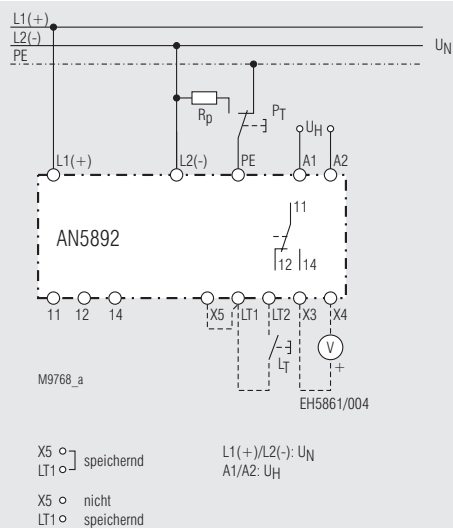 L1(+)
L2(-)
PE
UN
Rp
PT
UH
L1(+) L2(-) PE A1 A2
AN5892
11
12 14
11 12 14 X5 LT1 LT2 X3 X4
LT
V
+
M9768_a
EH5861/004
X5
LT1
speichernd
L1(+)/L2(-): UN
A1/A2: UH
X5 nicht
LT1 speichernd